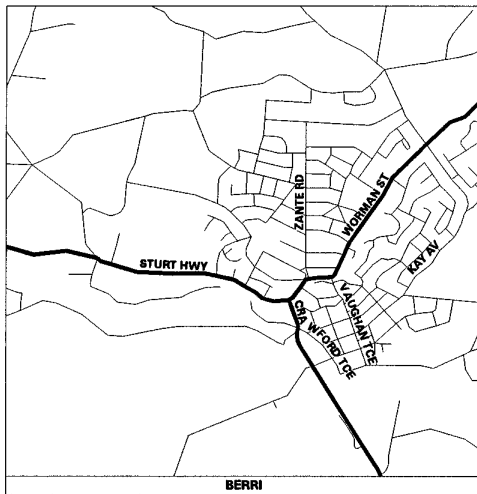 ZANTE RD
WORMAN ST
KAY AV
STURT HWY
VAUGHAN TCE
CRAWFORD TCE
BERRI